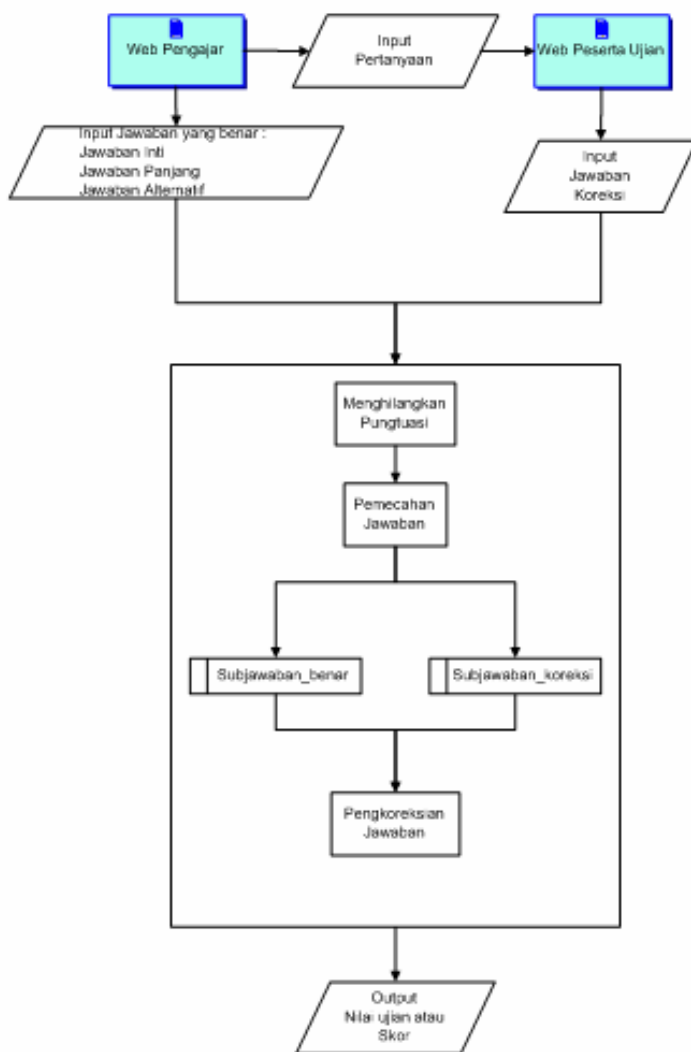 Web Pengajar
Input
Pertanyaan
Web Peserta Ujian
Input Jawaban yang benar :
Jawaban Inti
Jawaban Panjang
Jawaban Alternatif
Input
Jawaban
Koreksi
Menghilangkan
Pungtuasi
Pemecahan
Jawaban
Subjawaban_benar
Subjawaban_koreksi
Pengkoreksian
Jawaban
Output
Nilai ujian atau
Skor